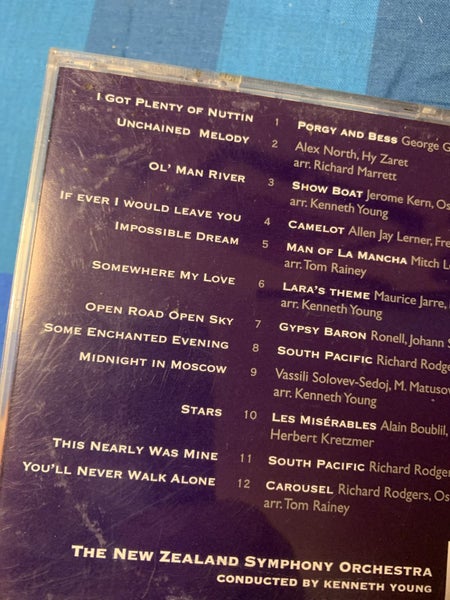 I GOT PLENTY OF NUTTIN 1 PORGY AND BESS George G
UNCHAINED MELODY 2 Alex North, Hy Zaret
arr. Richard Marrett
OL' MAN RIVER 3 SHOW BOAT Jerome Kern, Os
arr. Kenneth Young
IF EVER I WOULD LEAVE YOU 4 CAMELOT Allen Jay Lerner, Fre
IMPOSSIBLE DREAM 5 MAN OF LA MANCHA Mitch L
arr. Tom Rainey
SOMEWHERE MY LOVE 6 LARA'S THEME Maurice Jarre,
arr. Kenneth Young
OPEN ROAD OPEN SKY 7 GYPSY BARON Ronell, Johann S
SOME ENCHANTED EVENING 8 SOUTH PACIFIC Richard Rodge
MIDNIGHT IN MOSCOW 9 Vassili Solovev-Sedoj, M. Matusov
arr. Kenneth Young
STARS 10 LES MISÉRABLES Alain Boublil,
Herbert Kretzmer
THIS NEARLY WAS MINE 11 SOUTH PACIFIC Richard Rodger
YOU'LL NEVER WALK ALONE 12 CAROUSEL Richard Rodgers, Os
arr. Tom Rainey
THE NEW ZEALAND SYMPHONY ORCHESTRA
CONDUCTED BY KENNETH YOUNG